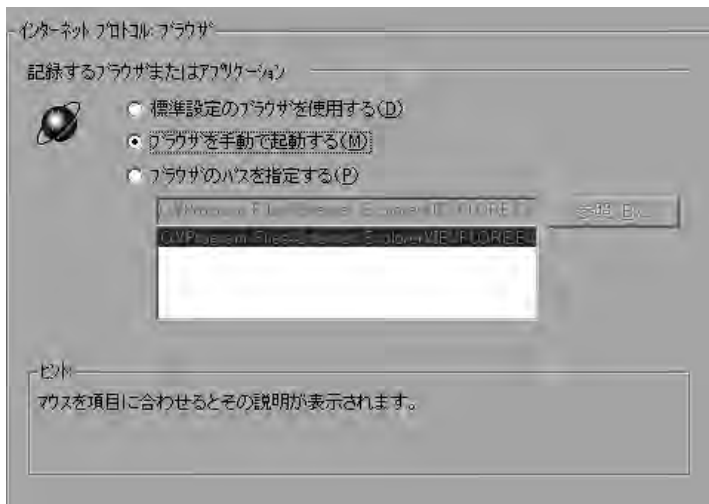 インターネット プロトコル: ブラウザ
記録するブラウザまたはアプリケーション
標準設定のブラウザを使用する(D)
ブラウザを手動で起動する(M)
ブラウザのパスを指定する(P)
参照
ヒント
マウスを項目に合わせるとその説明が表示されます。